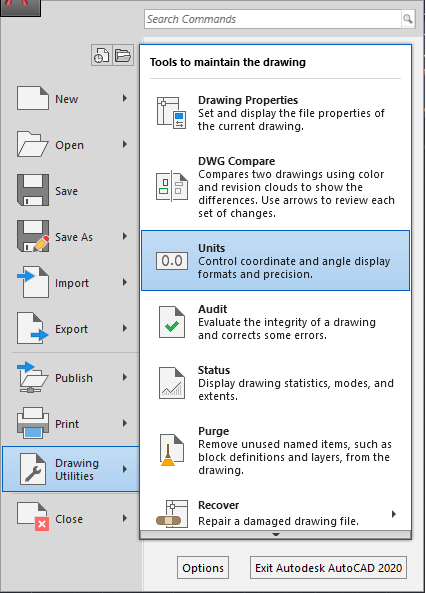 Search Commands
Tools to maintain the drawing
New
Open
Save
Save As
Import
Export
Publish
Print
Drawing
Utilities
Close
Drawing Properties
Set and display the file properties of
the current drawing.
DWG Compare
Compares two drawings using color
and revision clouds to show the
differences. Use arrows to review each
set of changes.
0.0
Units
Control coordinate and angle display
formats and precision.
Audit
Evaluate the integrity of a drawing
and corrects some errors.
Status
Display drawing statistics, modes, and
extents.
Purge
Remove unused named items, such as
block definitions and layers, from the
drawing.
Recover
Repair a damaged drawing file.
Options
Exit Autodesk AutoCAD 2020